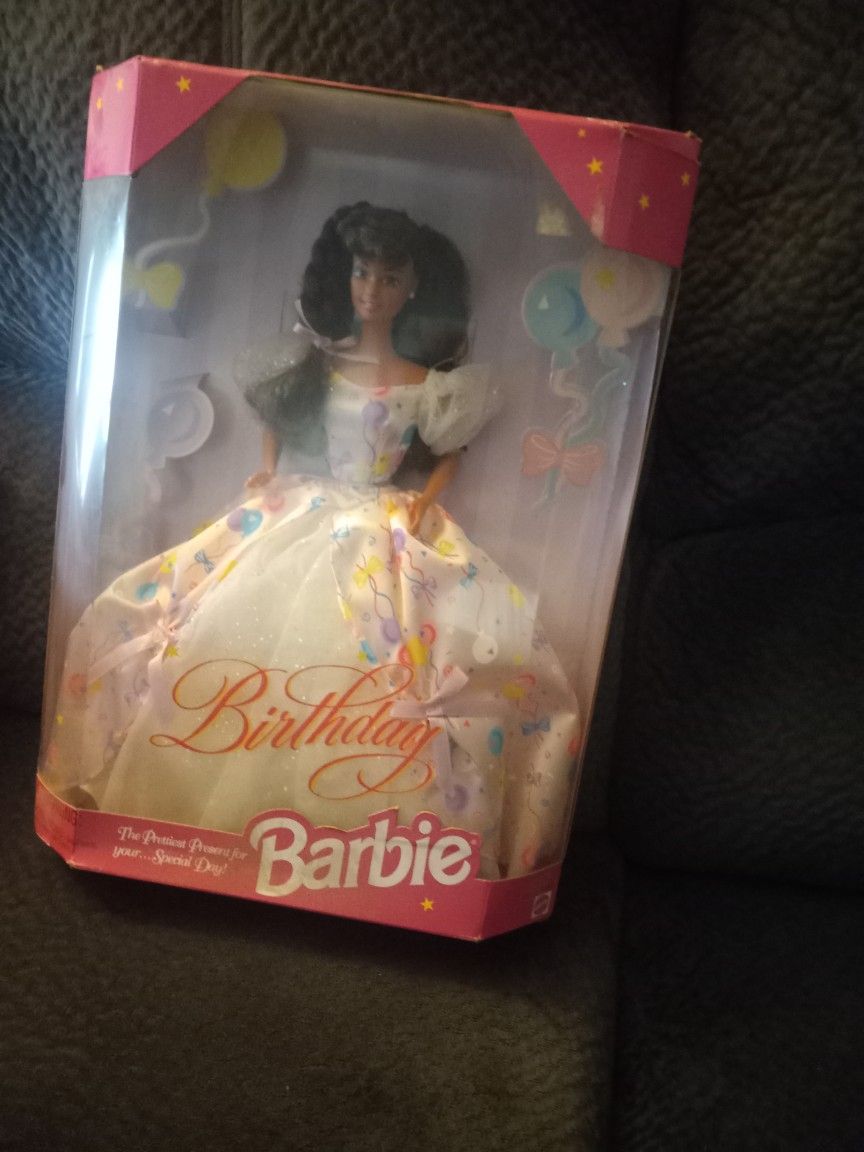 Birthday
The Prettiest Present for
your...Special Day!
Barbie